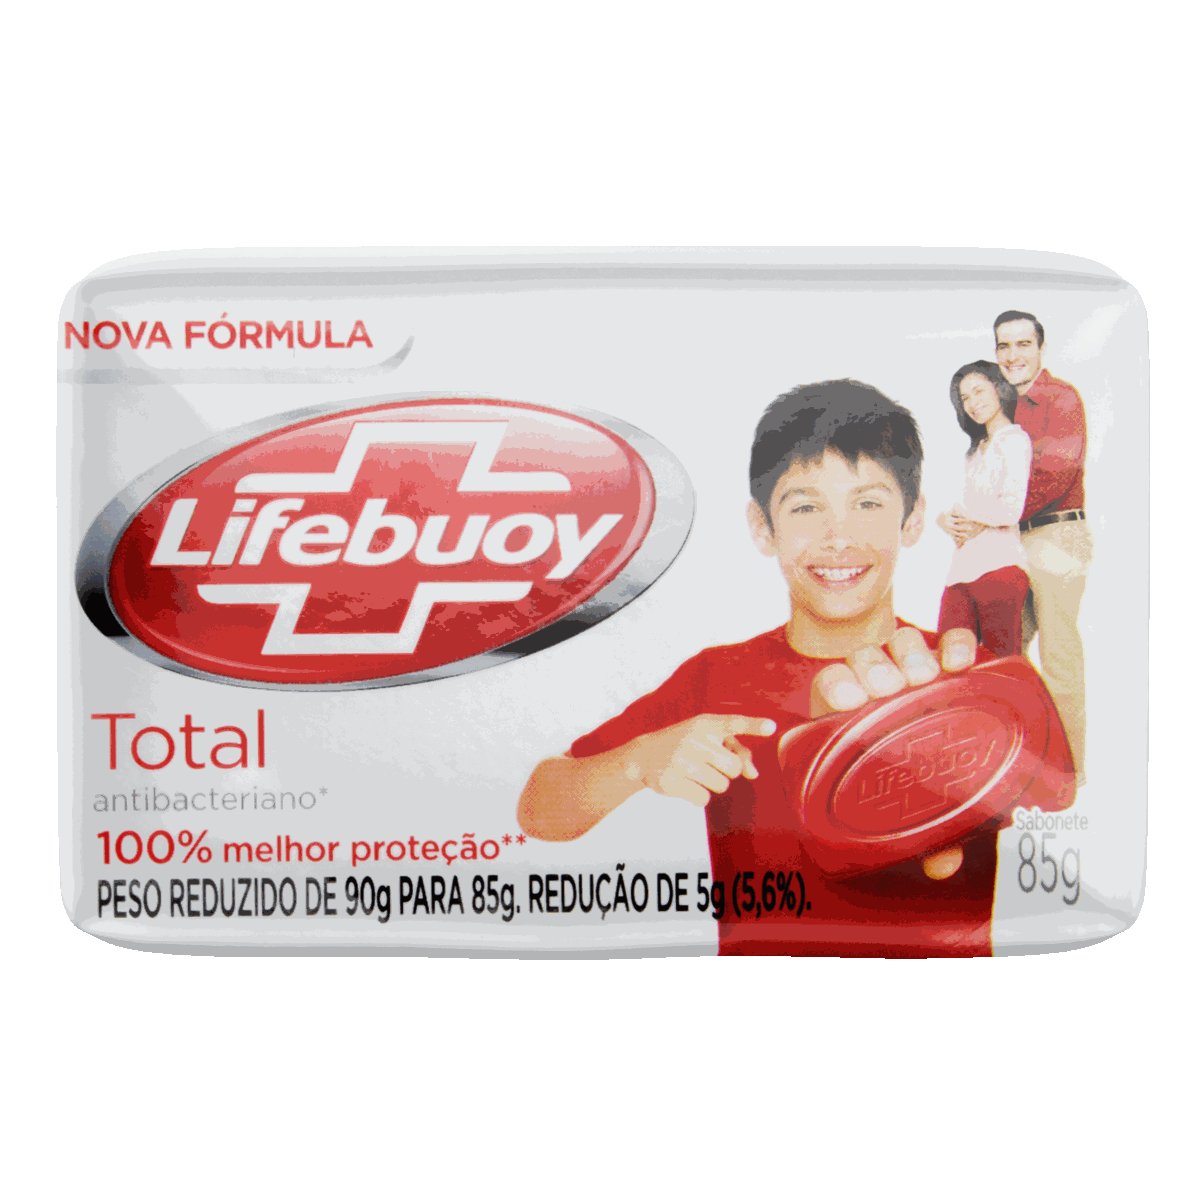 NOVA FÓRMULA
Lifebuoy
Total
antibacteriano*
100% melhor proteção**
PESO REDUZIDO DE 90g PARA 85g. REDUÇÃO DE 5g (5,6%).
Lifebuoy
Sabonete
85g